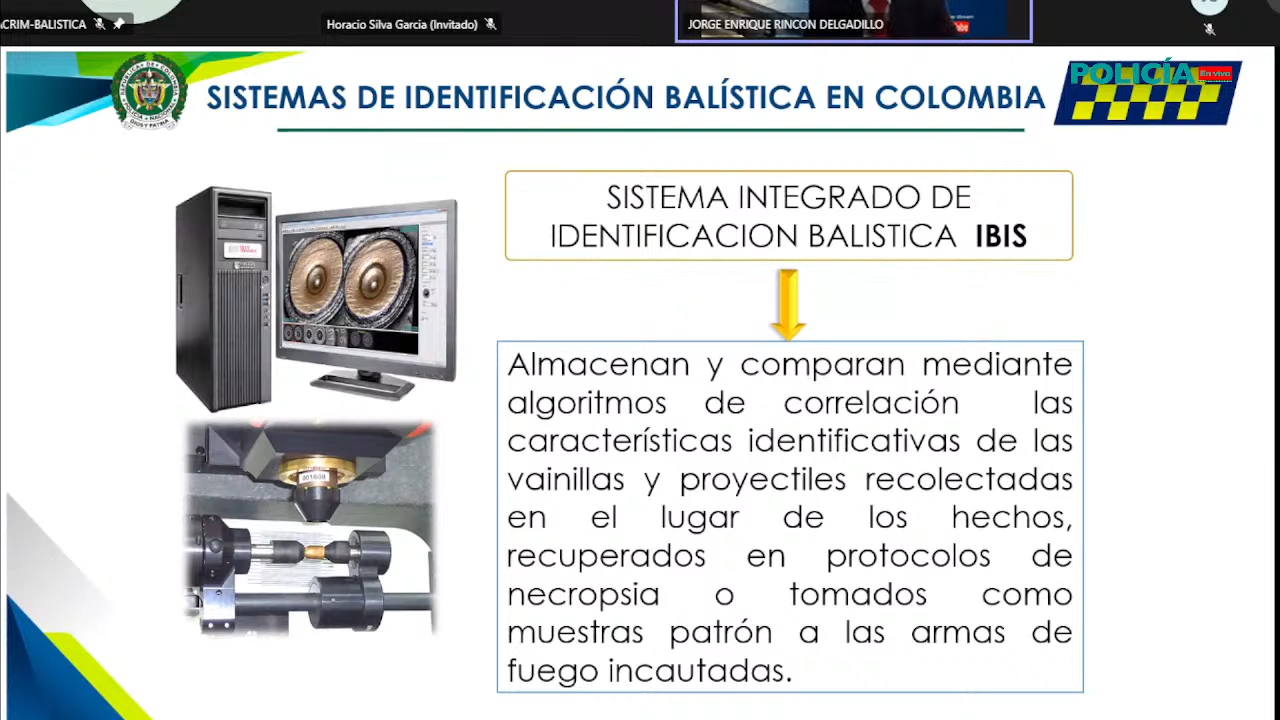 ACRIM-BALISTICA
Horacio Silva Garcia (Invitado)
JORGE ENRIQUE RINCON DELGADILLO
SISTEMAS DE IDENTIFICACIÓN BALÍSTICA EN COLOMBIA
POLICÍA
En vivo
SISTEMA INTEGRADO DE
IDENTIFICACION BALISTICA IBIS
Almacenan y comparan mediante
algoritmos de correlación las
características identificativas de las
vainillas y proyectiles recolectadas
en el lugar de los hechos,
recuperados en protocolos de
necropsia o tomados como
muestras patrón a las armas de
fuego incautadas.
001600